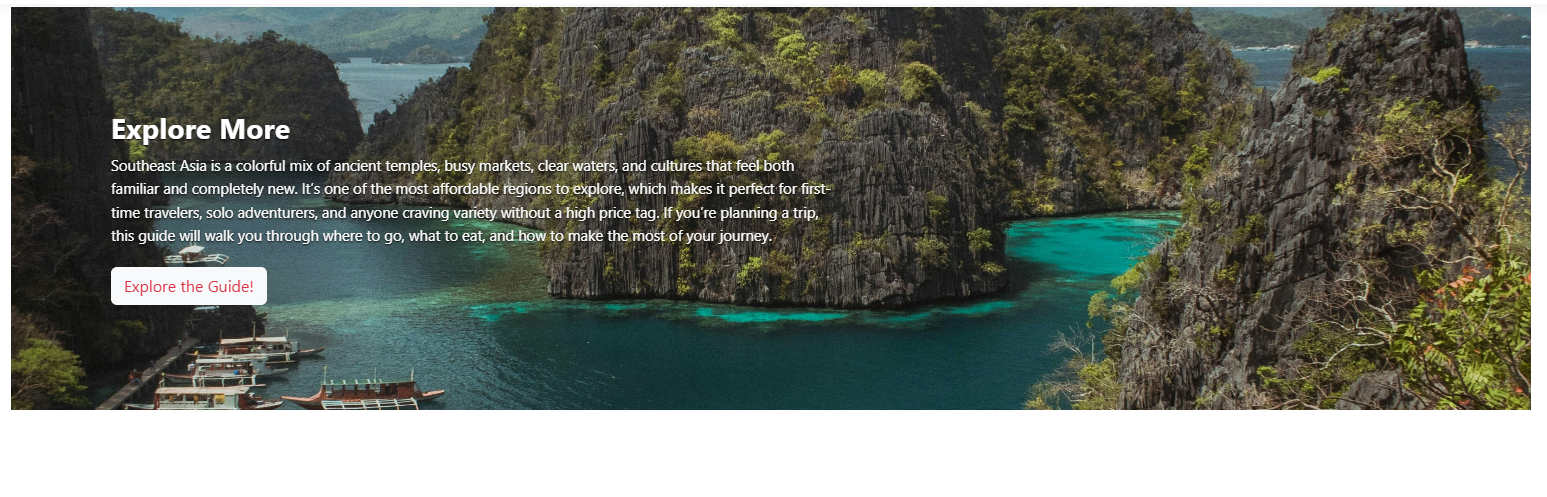 Explore More
Southeast Asia is a colorful mix of ancient temples, busy markets, clear waters, and cultures that feel both
familiar and completely new. It’s one of the most affordable regions to explore, which makes it perfect for first-
time travelers, solo adventurers, and anyone craving variety without a high price tag. If you’re planning a trip,
this guide will walk you through where to go, what to eat, and how to make the most of your journey.
Explore the Guide!